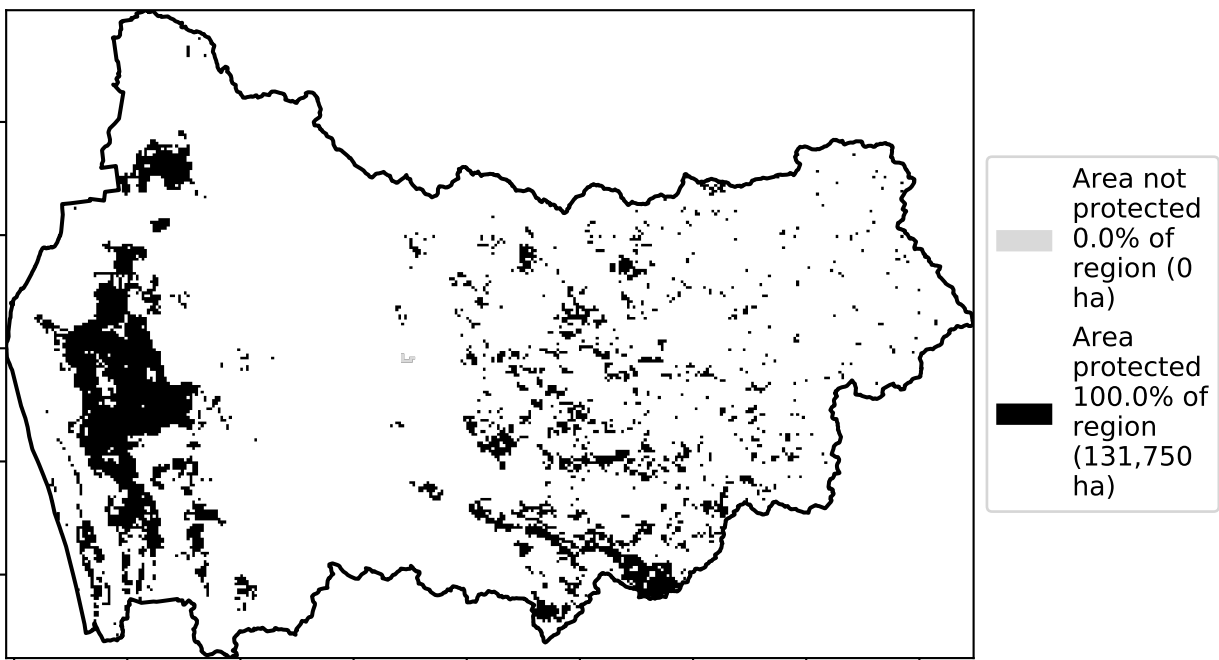 Area not
protected
0.0% of
region (0
ha)
Area
protected
100.0% of
region
(131,750
ha)